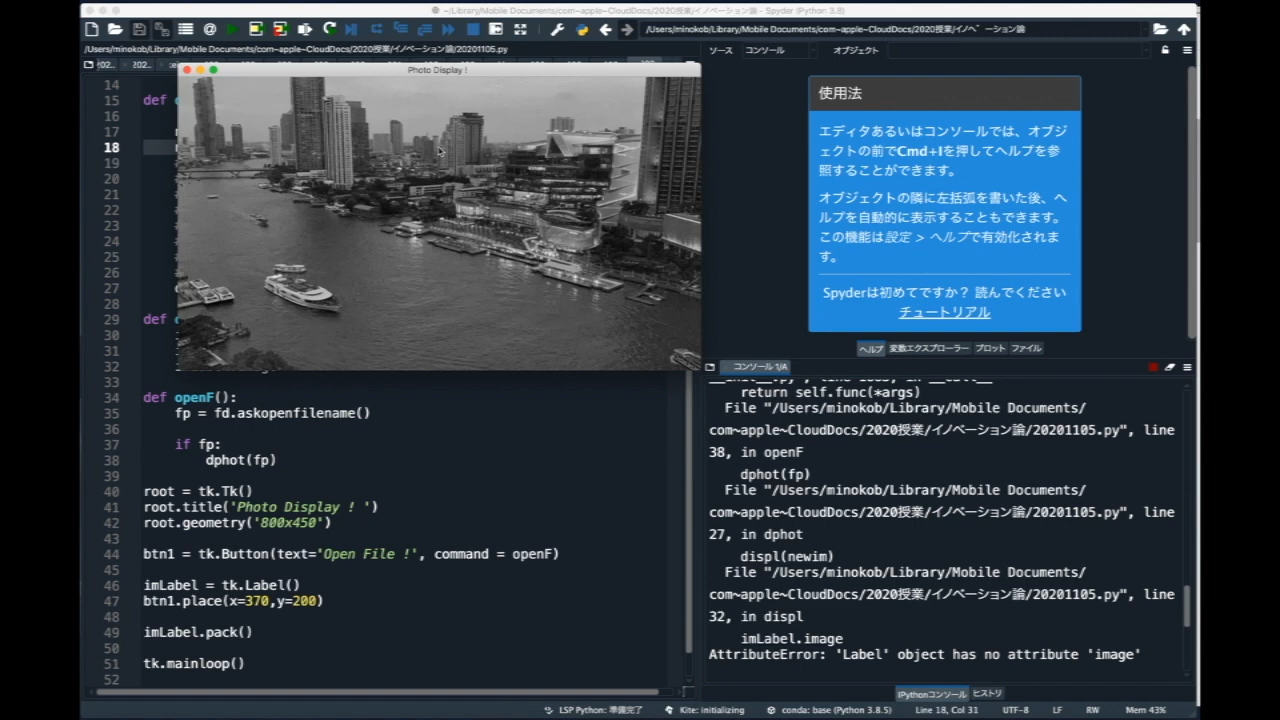 ~/Library/Mobile Documents/com~apple~CloudDocs/2020授業/イノベーション論 - Spyder (Python 3.8)
/Users/minokob/Library/Mobile Documents/com~apple~CloudDocs/2020授業/イノベーション論
/Users/minokob/Library/Mobile Documents/com~apple~CloudDocs/2020授業/イノベーション論/20201105.py
ソース コンソール オブジェクト
Photo Display !
14
15 def
16
17
18
19
20
21
22
23
24
25
26
27
28
29 def
30
31
32
33
34 def openF():
35 fp = fd.askopenfilename()
36
37 if fp:
38 dphot(fp)
39
40 root = tk.Tk()
41 root.title('Photo Display ! ')
42 root.geometry('800x450')
43
44 btn1 = tk.Button(text='Open File !', command = openF)
45
46 imLabel = tk.Label()
47 btn1.place(x=370,y=200)
48
49 imLabel.pack()
50
51 tk.mainloop()
52
使用法
エディタあるいはコンソールでは、オブジ
ェクトの前でCmd+Iを押してヘルプを参
照することができます。
オブジェクトの隣に左括弧を書いた後、ヘ
ルプを自動的に表示することもできます。
この機能は設定 > ヘルプで有効化されま
す。
Spyderは初めてですか？ 読んでください
チュートリアル
ヘルプ 変数エクスプローラー プロット ファイル
コンソール 1/A
return self.func(*args)
File "/Users/minokob/Library/Mobile Documents/
com~apple~CloudDocs/2020授業/イノベーション論/20201105.py", line
38, in openF
dphot(fp)
File "/Users/minokob/Library/Mobile Documents/
com~apple~CloudDocs/2020授業/イノベーション論/20201105.py", line
27, in dphot
displ(newim)
File "/Users/minokob/Library/Mobile Documents/
com~apple~CloudDocs/2020授業/イノベーション論/20201105.py", line
32, in displ
imLabel.image
AttributeError: 'Label' object has no attribute 'image'
IPythonコンソール ヒストリ
LSP Python: 準備完了 Kite: initializing conda: base (Python 3.8.5) Line 18, Col 31 UTF-8 LF RW Mem 43%